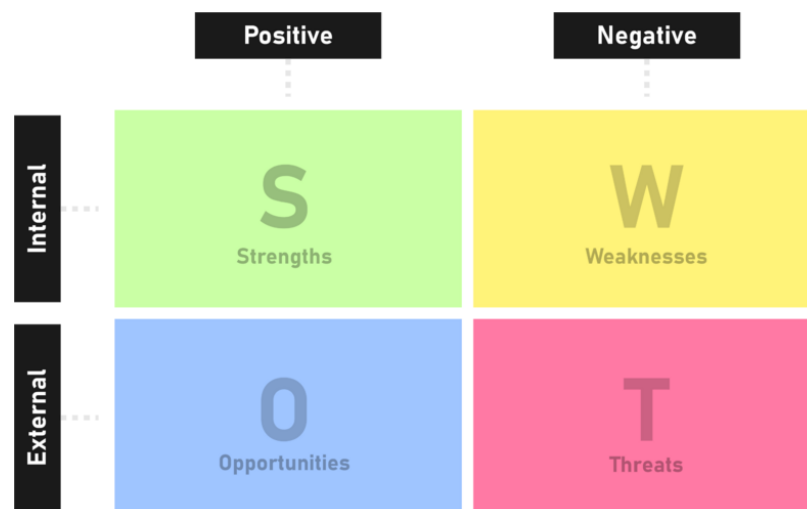 Positive
Negative
Internal
S
Strengths
W
Weaknesses
External
O
Opportunities
T
Threats